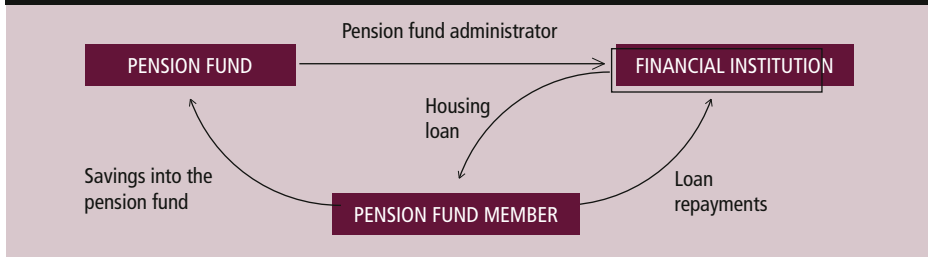 Pension fund administrator
PENSION FUND
FINANCIAL INSTITUTION
Housing
loan
Savings into the
pension fund
Loan
repayments
PENSION FUND MEMBER